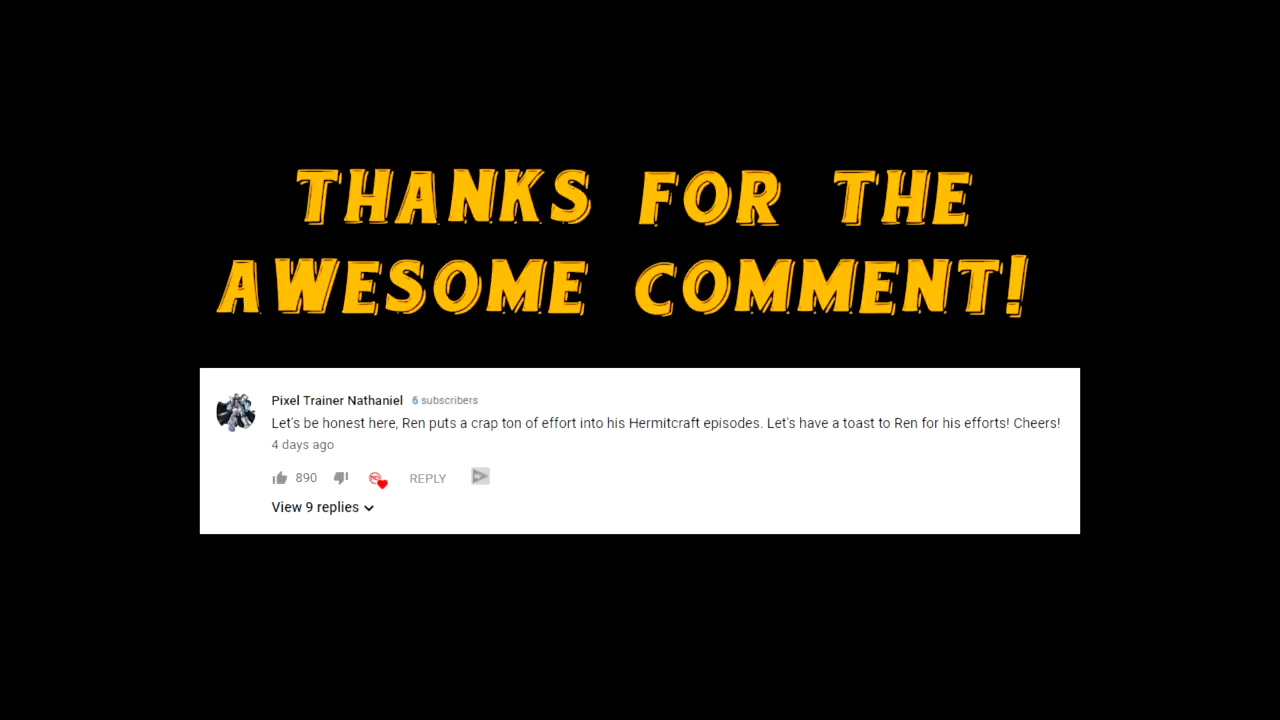 THANKS FOR THE
AWESOME COMMENT!
Pixel Trainer Nathaniel 6 subscribers
Let's be honest here, Ren puts a crap ton of effort into his Hermitcraft episodes. Let's have a toast to Ren for his efforts! Cheers!
4 days ago
890 REPLY
View 9 replies